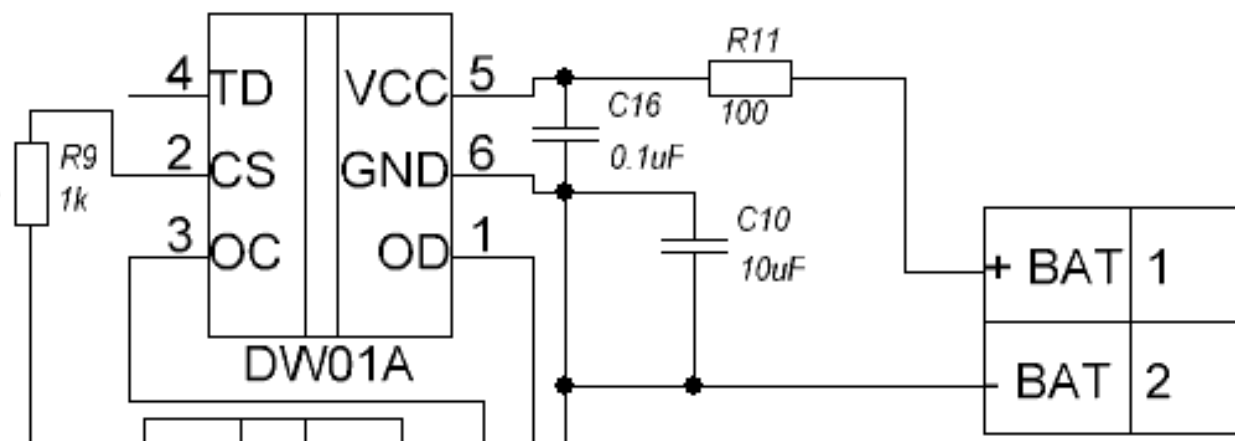 4 TD VCC 5
2 CS GND 6
3 OC OD 1
DW01A
R9
1k
C16
0.1uF
R11
100
C10
10uF
+ BAT 1
- BAT 2